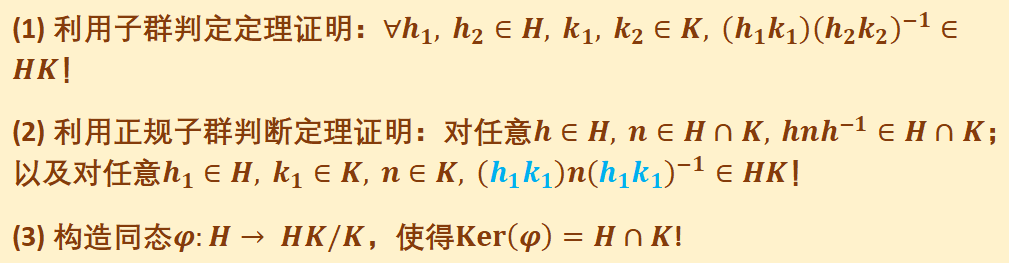 (1) 利用子群判定定理证明：∀h₁, h₂ ∈ H, k₁, k₂ ∈ K, (h₁k₁)(h₂k₂)⁻¹ ∈
HK！
(2) 利用正规子群判断定理证明：对任意h ∈ H, n ∈ H ∩ K, hnh⁻¹ ∈ H ∩ K；
以及对任意h₁ ∈ H, k₁ ∈ K, n ∈ K, (h₁k₁)n(h₁k₁)⁻¹ ∈ HK！
(3) 构造同态φ: H → HK/K，使得Ker(φ) = H ∩ K!